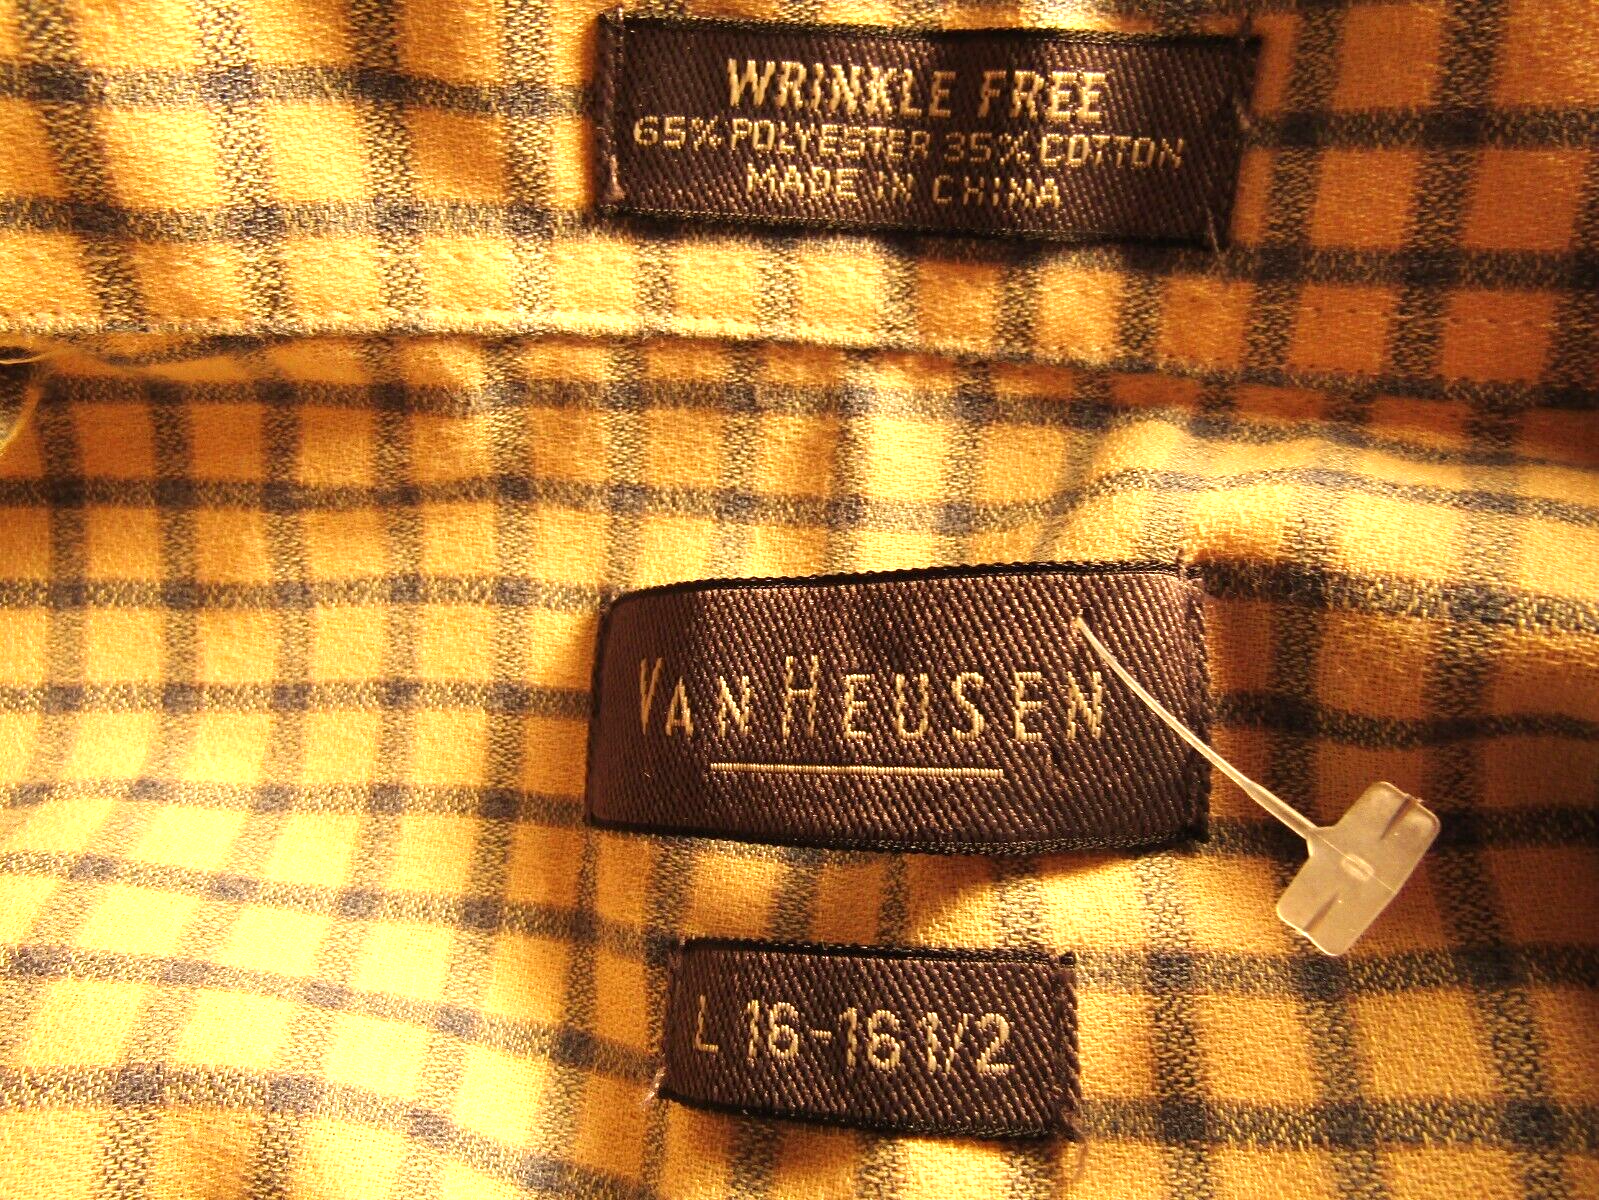 WRINKLE FREE
65% POLYESTER 35% COTTON
MADE IN CHINA
VAN HEUSEN
L 16-16 1/2